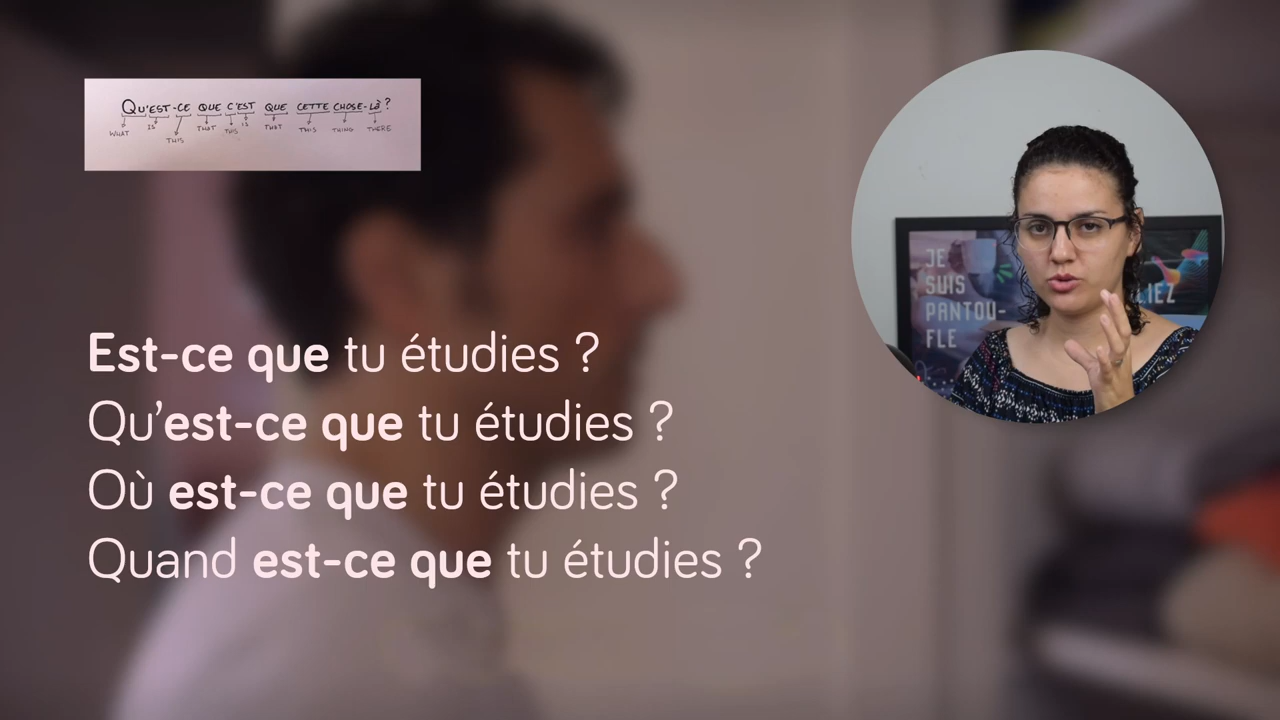 QU'EST-CE QUE C'EST QUE CETTE CHOSE-LÀ?
WHAT IS THIS THAT THIS IS THAT THIS THING THERE
Est-ce que tu étudies ?
Qu'est-ce que tu étudies ?
Où est-ce que tu étudies ?
Quand est-ce que tu étudies ?
JE
SUIS
PANTOU-
FLE
LIEZ